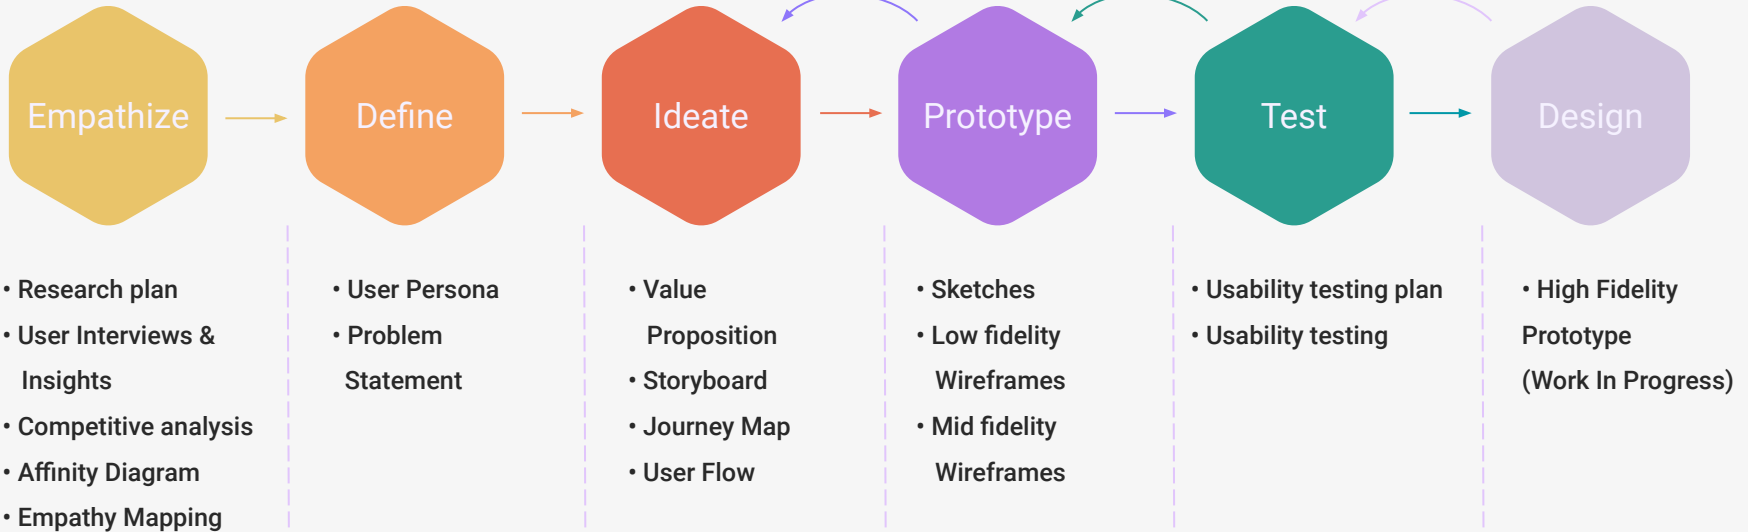 Empathize
Define
Ideate
Prototype
Test
Design
• Research plan
• User Interviews &
Insights
• Competitive analysis
• Affinity Diagram
• Empathy Mapping
• User Persona
• Problem
Statement
• Value
Proposition
• Storyboard
• Journey Map
• User Flow
• Sketches
• Low fidelity
Wireframes
• Mid fidelity
Wireframes
• Usability testing plan
• Usability testing
• High Fidelity
Prototype
(Work In Progress)